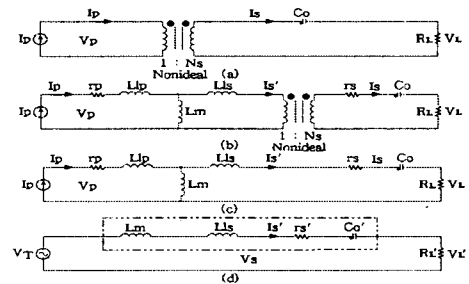 Ip Is Co
Ip Vp RL VL
1 : Ns
Nonideal (a)
Ip rp Llp Lls Is' rs Is Co
Ip Vp Lm RL VL
1 : Ns
(b) Nonideal
Ip rp Llp Lls Is' rs Is Co
Ip Vp Lm RL VL
(c)
Lm Lls Is' rs' Co'
VT Vs RL' VL'
(d)